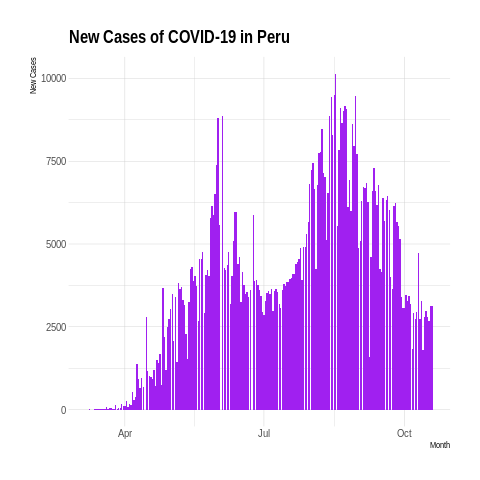 New Cases of COVID-19 in Peru
New Cases
10000
7500
5000
2500
0
Apr
Jul
Oct
Month